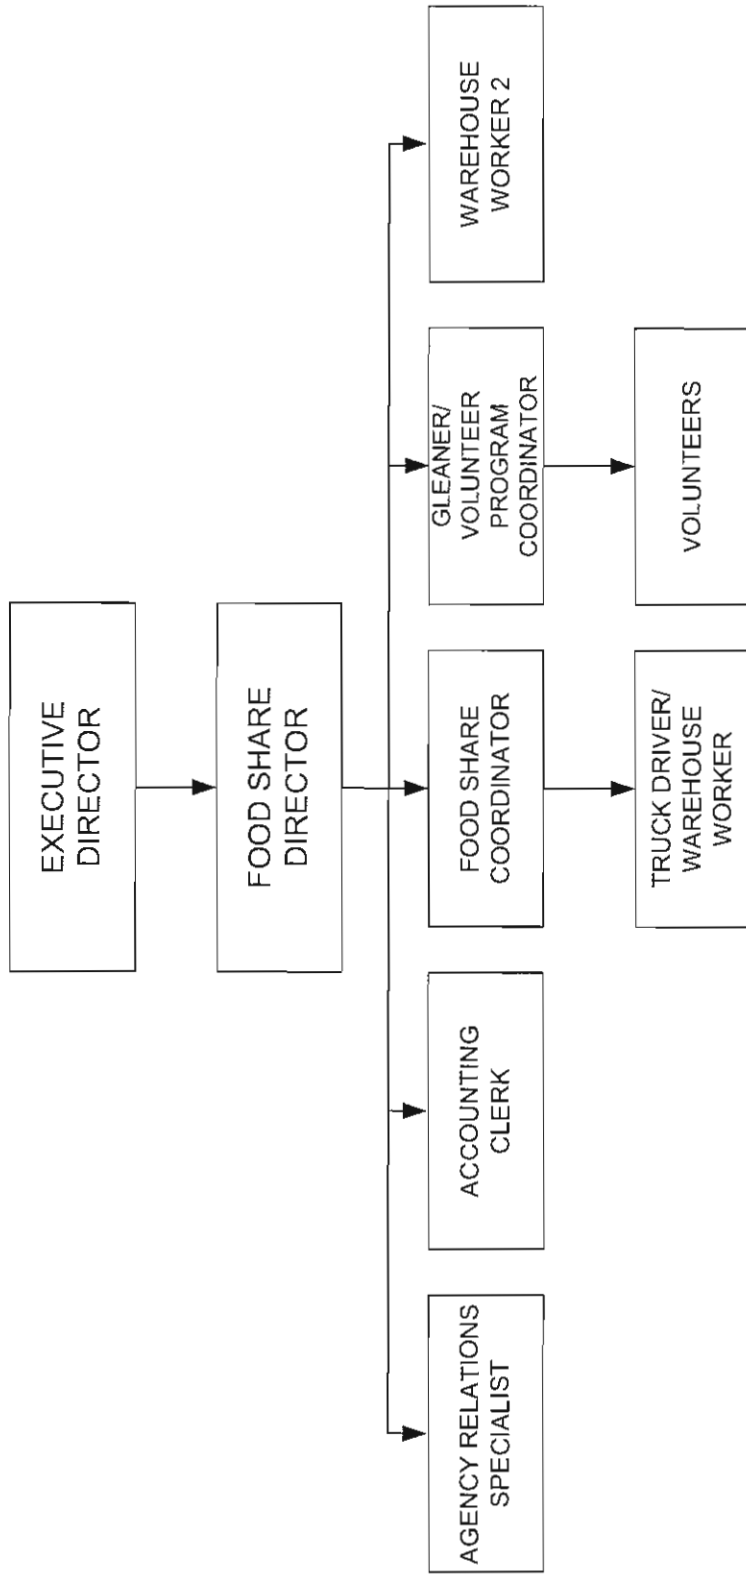 EXECUTIVE
DIRECTOR
FOOD SHARE
DIRECTOR
AGENCY RELATIONS
SPECIALIST
ACCOUNTING
CLERK
FOOD SHARE
COORDINATOR
GLEANER/
VOLUNTEER
PROGRAM
COORDINATOR
WAREHOUSE
WORKER 2
TRUCK DRIVER/
WAREHOUSE
WORKER
VOLUNTEERS